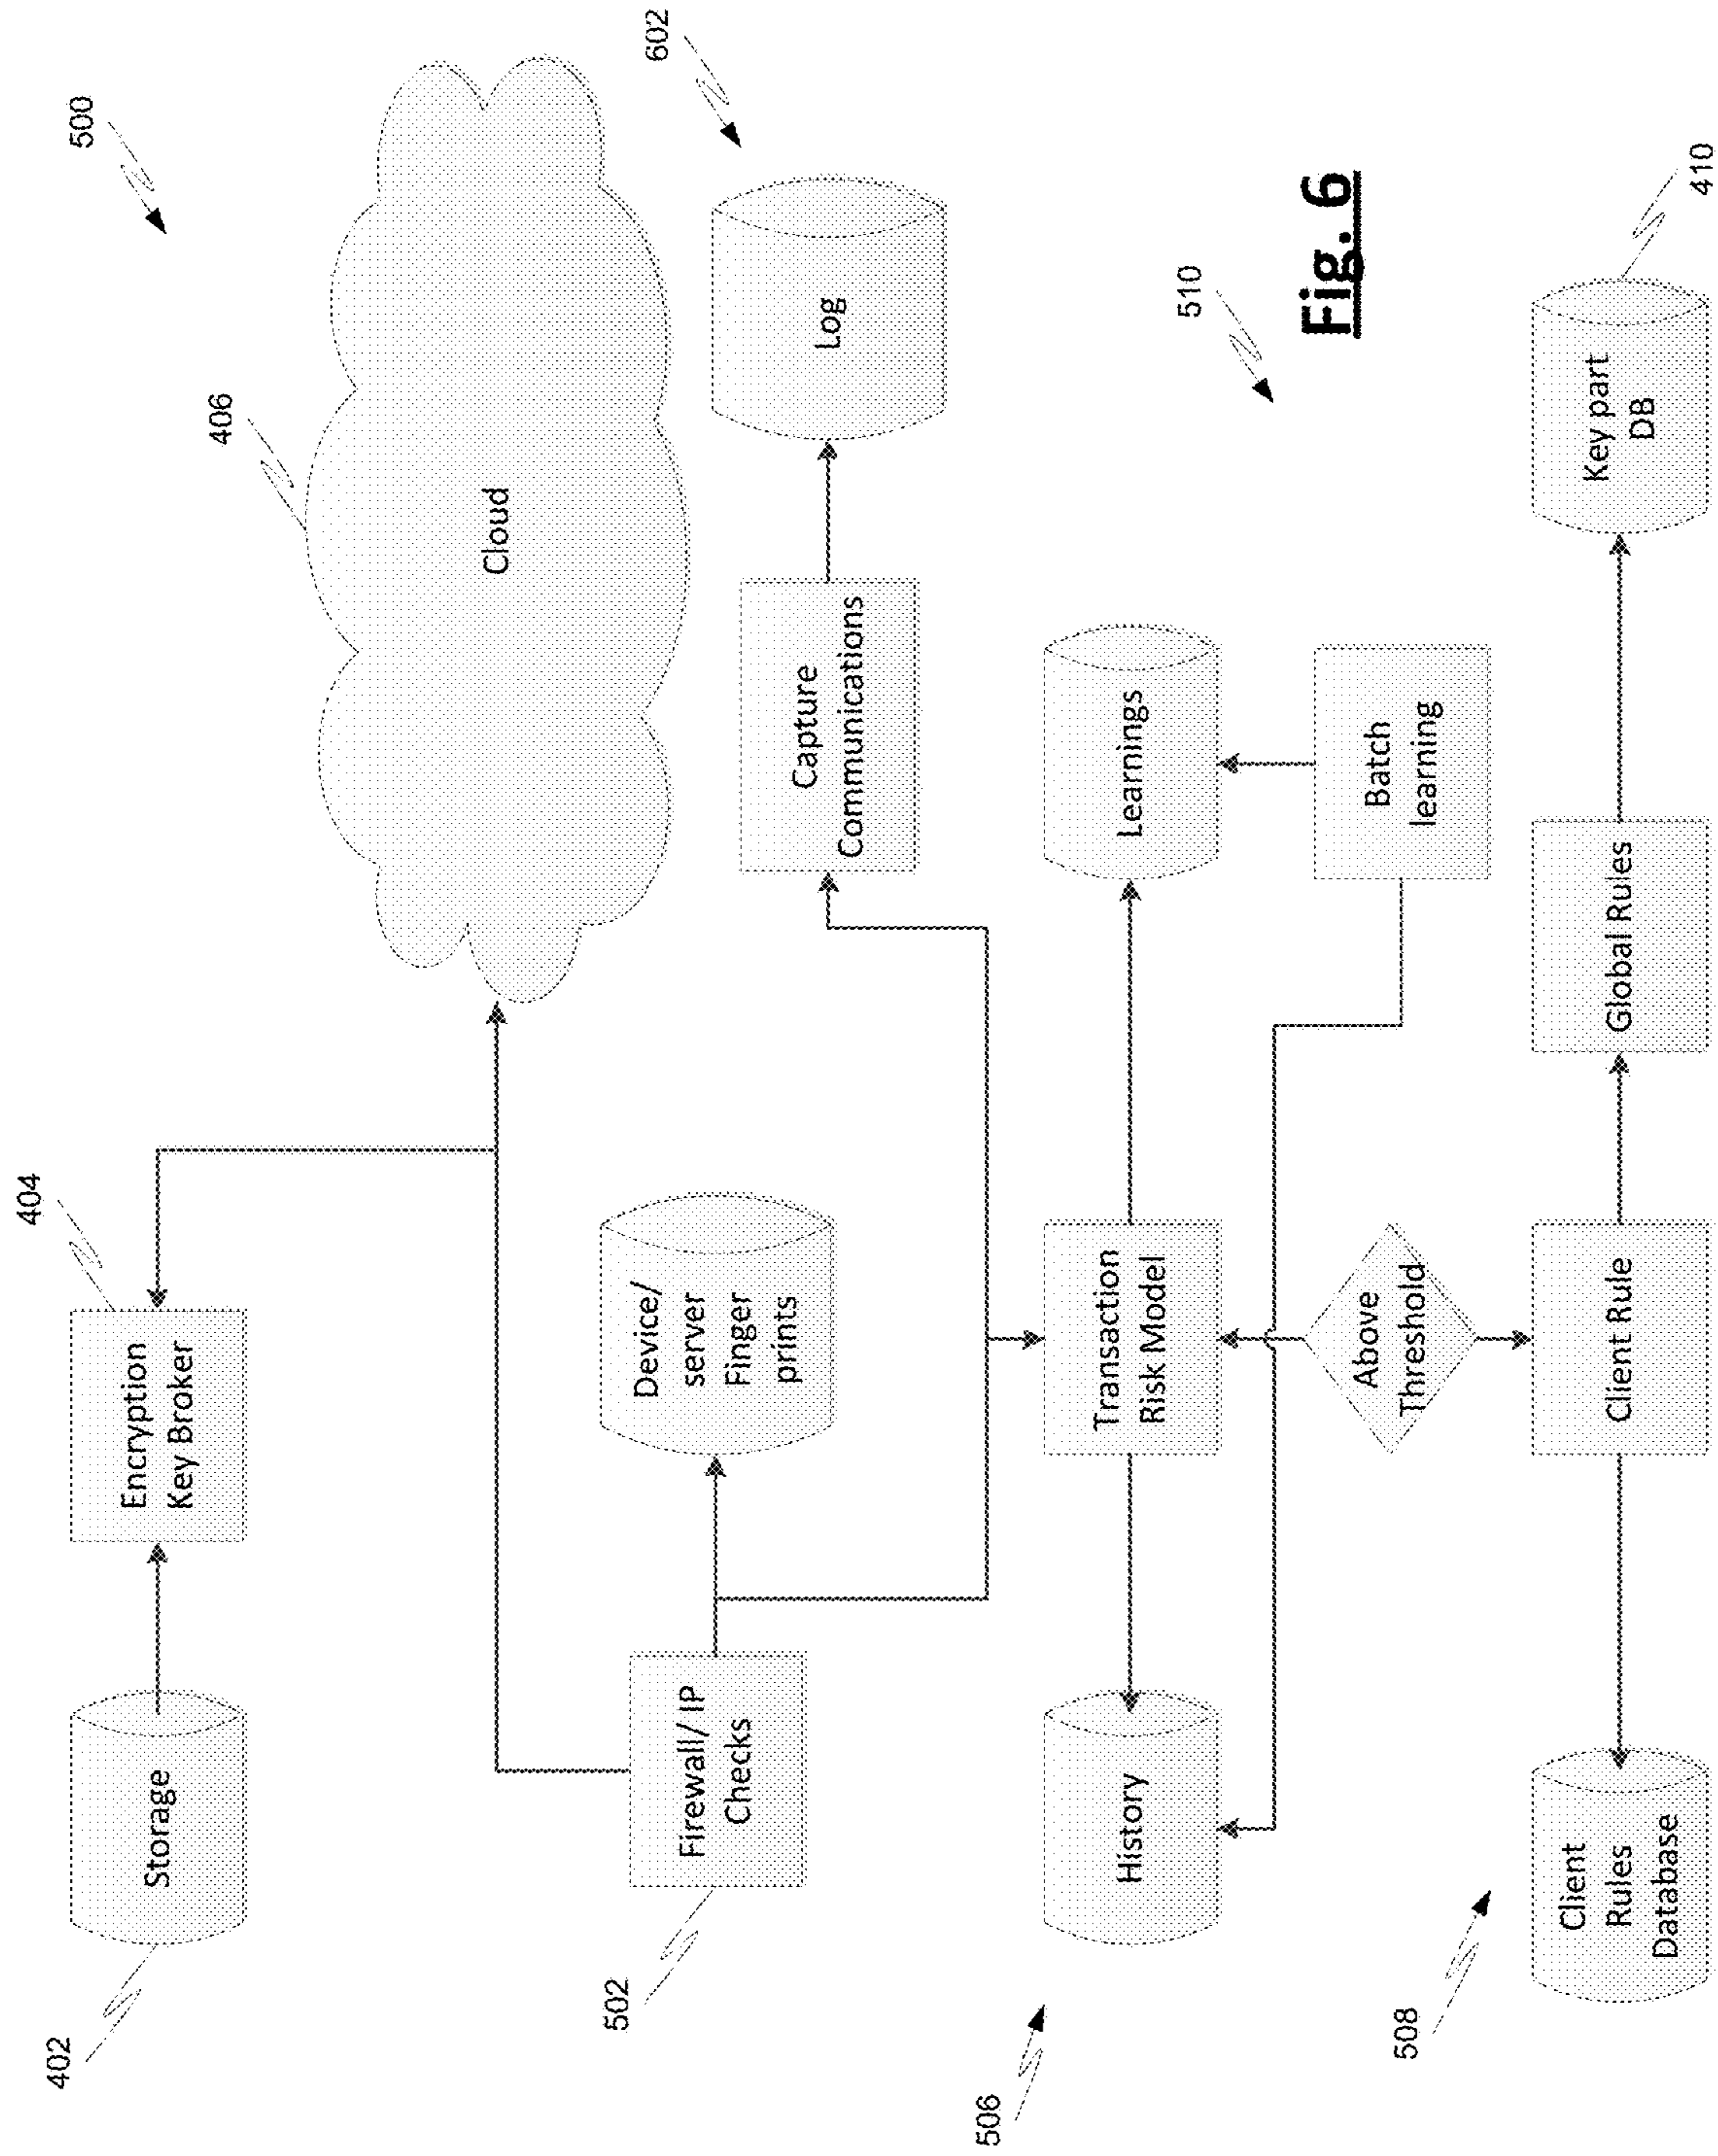 402
404
500
Storage
Encryption
Key Broker
406
Cloud
602
502
Firewall/ IP
Checks
Device/
server
Finger
prints
Capture
Communications
Log
506
History
Transaction
Risk Model
Learnings
510
Above
Threshold
Batch
learning
Fig. 6
508
Client
Rules
Database
Client Rule
Global Rules
Key part
DB
410